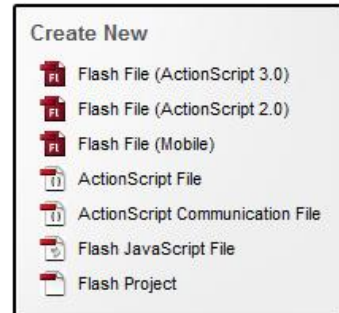 Create New
Flash File (ActionScript 3.0)
Flash File (ActionScript 2.0)
Flash File (Mobile)
ActionScript File
ActionScript Communication File
Flash JavaScript File
Flash Project